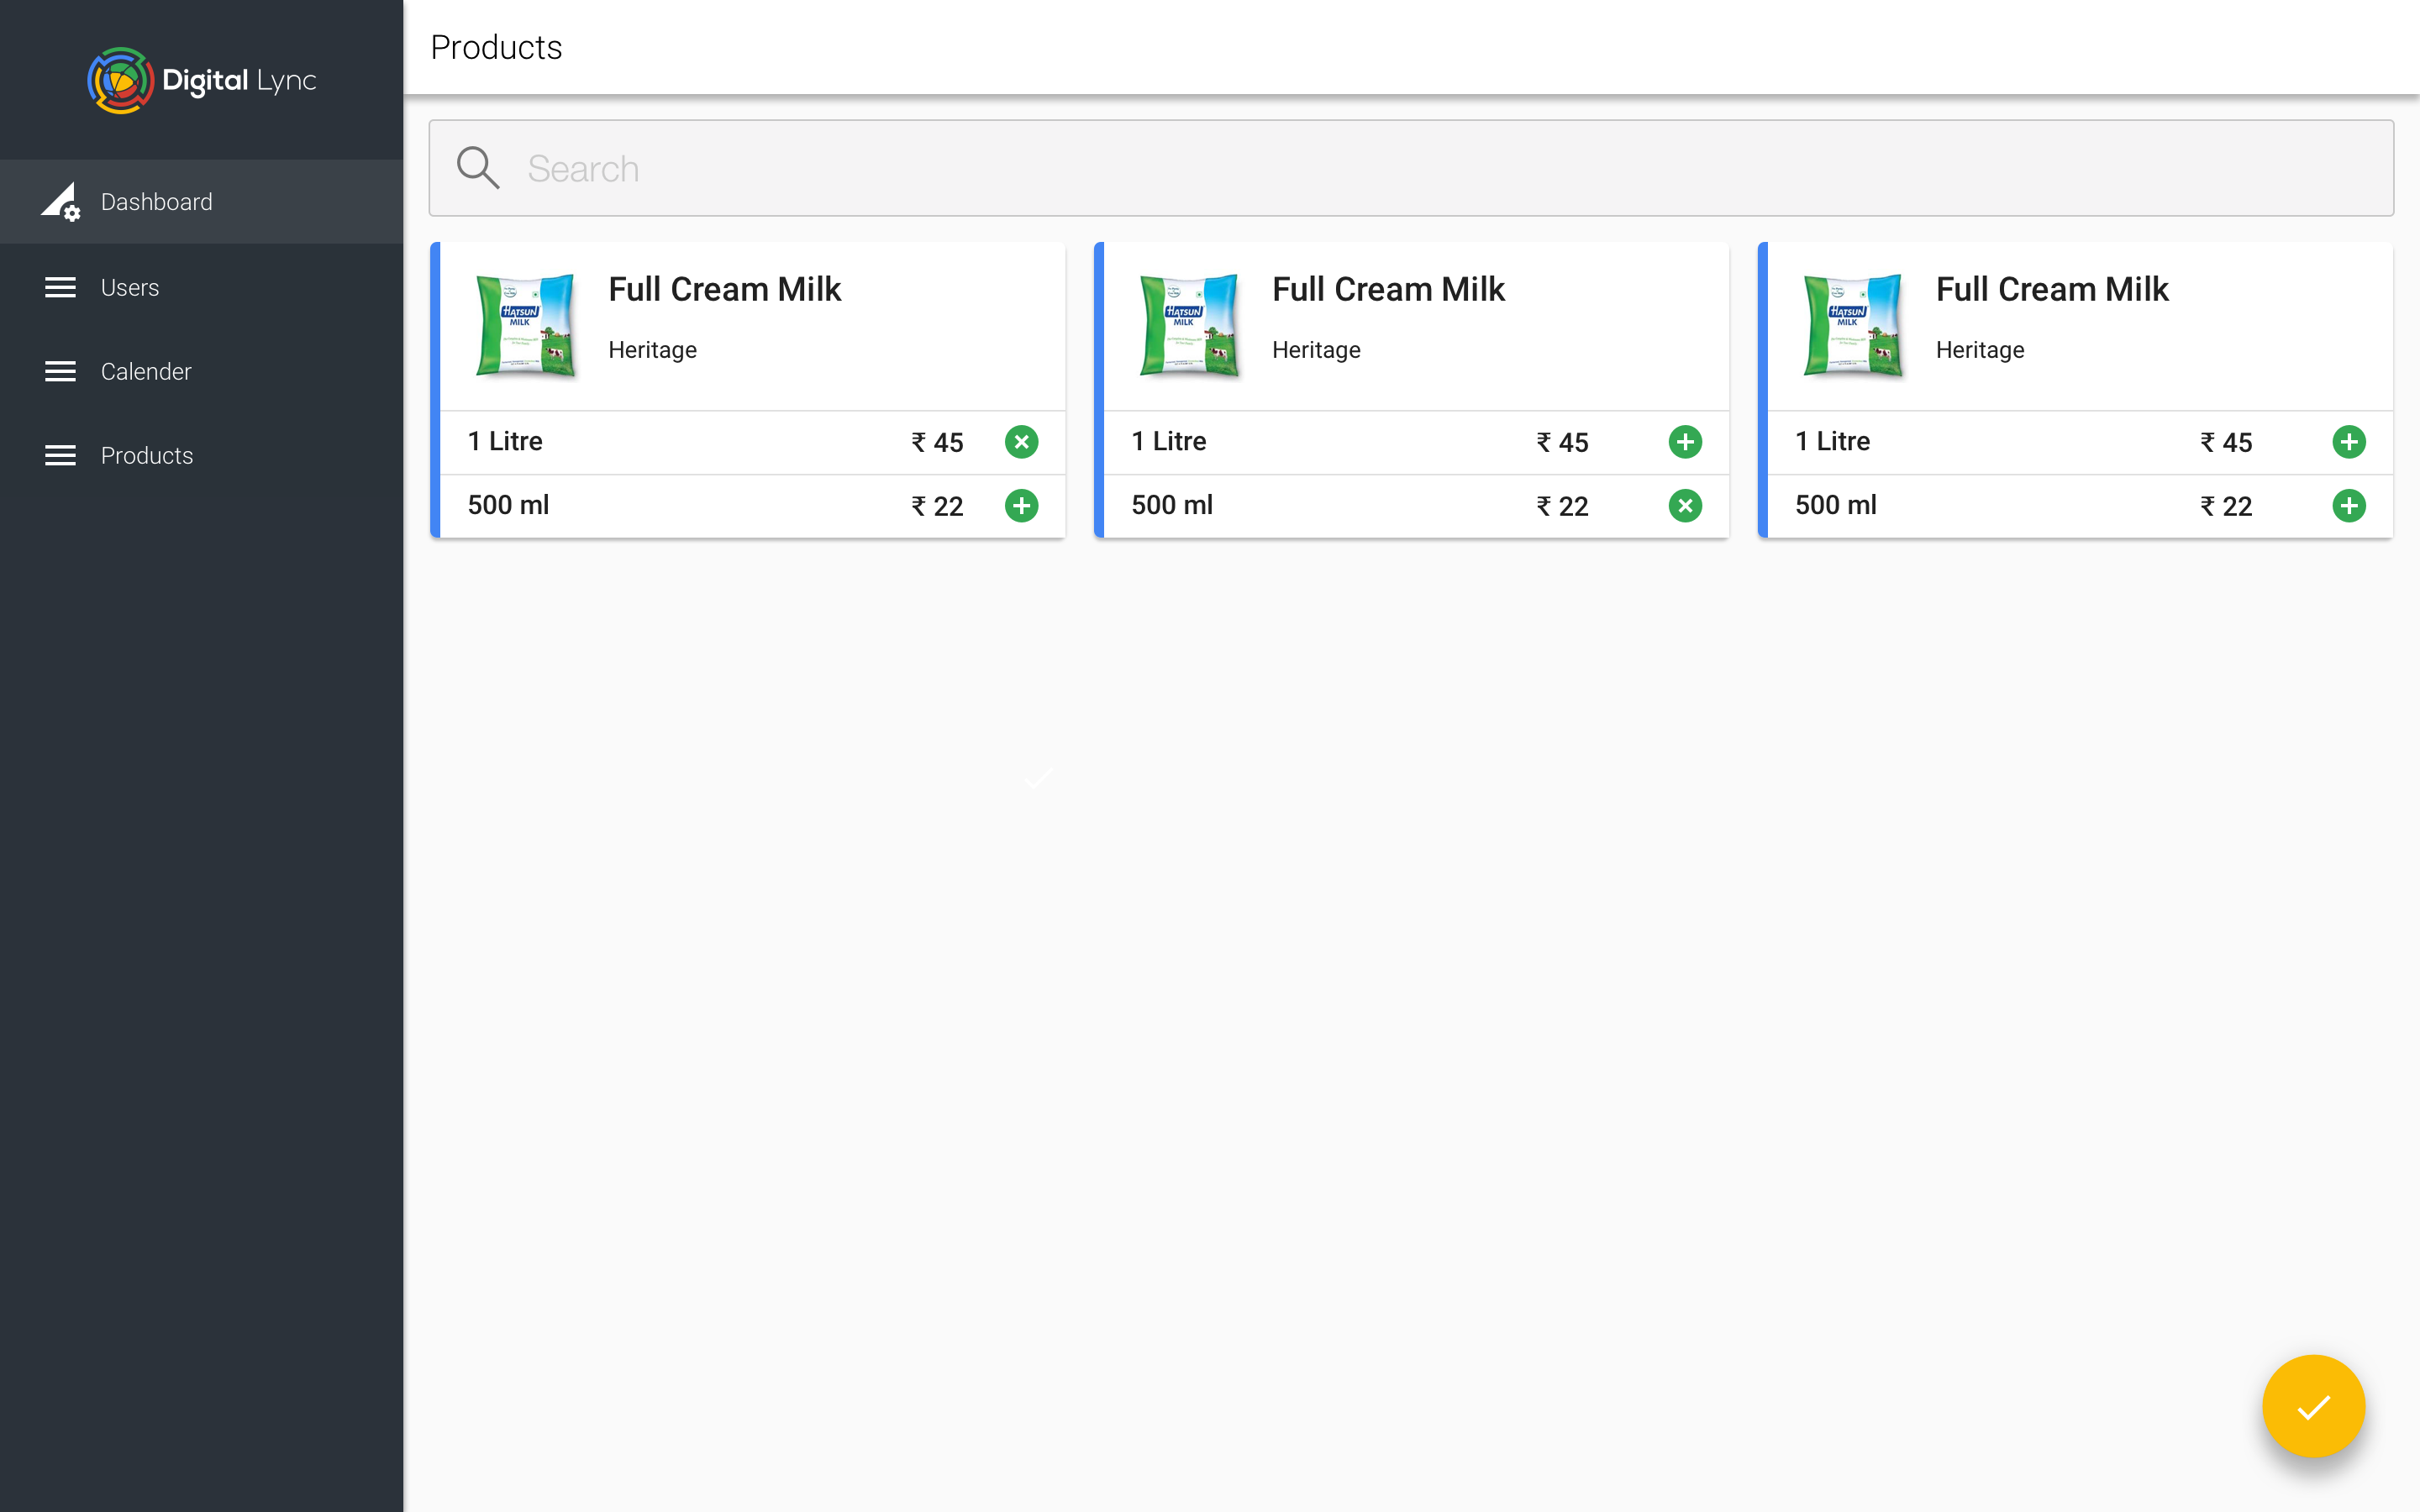 Digital Lync
Products
Dashboard
Users
Calender
Products
Search
Full Cream Milk
Heritage
HATSUN
MILK
1 Litre ₹ 45
500 ml ₹ 22
Full Cream Milk
Heritage
HATSUN
MILK
1 Litre ₹ 45
500 ml ₹ 22
Full Cream Milk
Heritage
HATSUN
MILK
1 Litre ₹ 45
500 ml ₹ 22